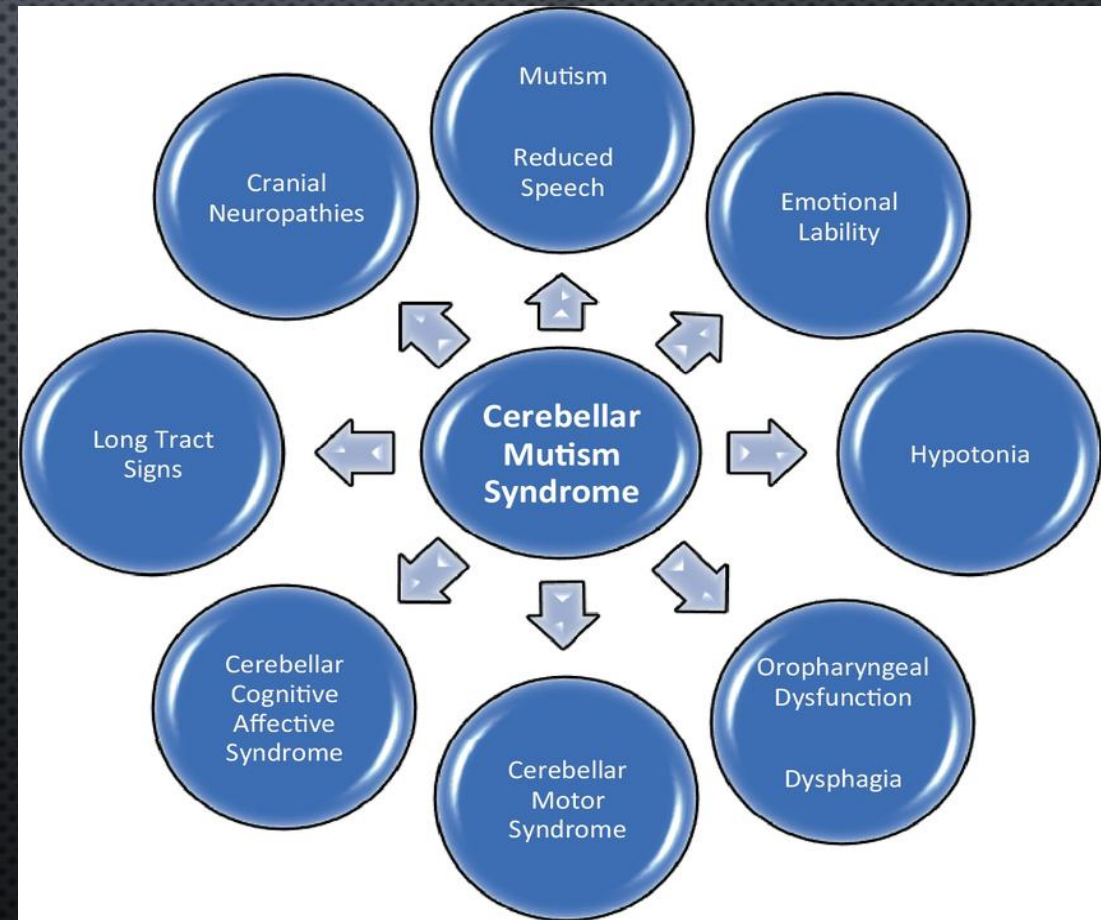 Mutism
Reduced
Speech
Emotional
Lability
Hypotonia
Oropharyngeal
Dysfunction
Dysphagia
Cerebellar
Motor
Syndrome
Cerebellar
Cognitive
Affective
Syndrome
Long Tract
Signs
Cranial
Neuropathies
Cerebellar
Mutism
Syndrome